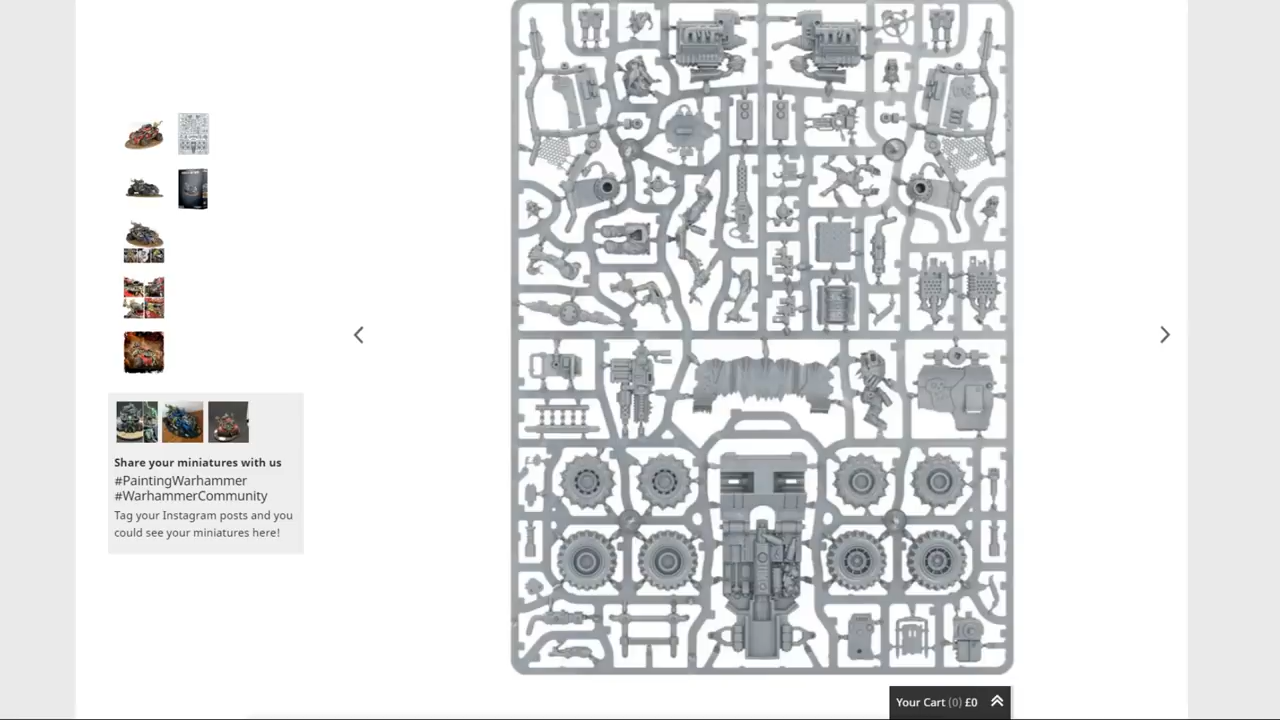 Share your miniatures with us
#PaintingWarhammer
#WarhammerCommunity
Tag your Instagram posts and you
could see your miniatures here!
Your Cart (0) £0